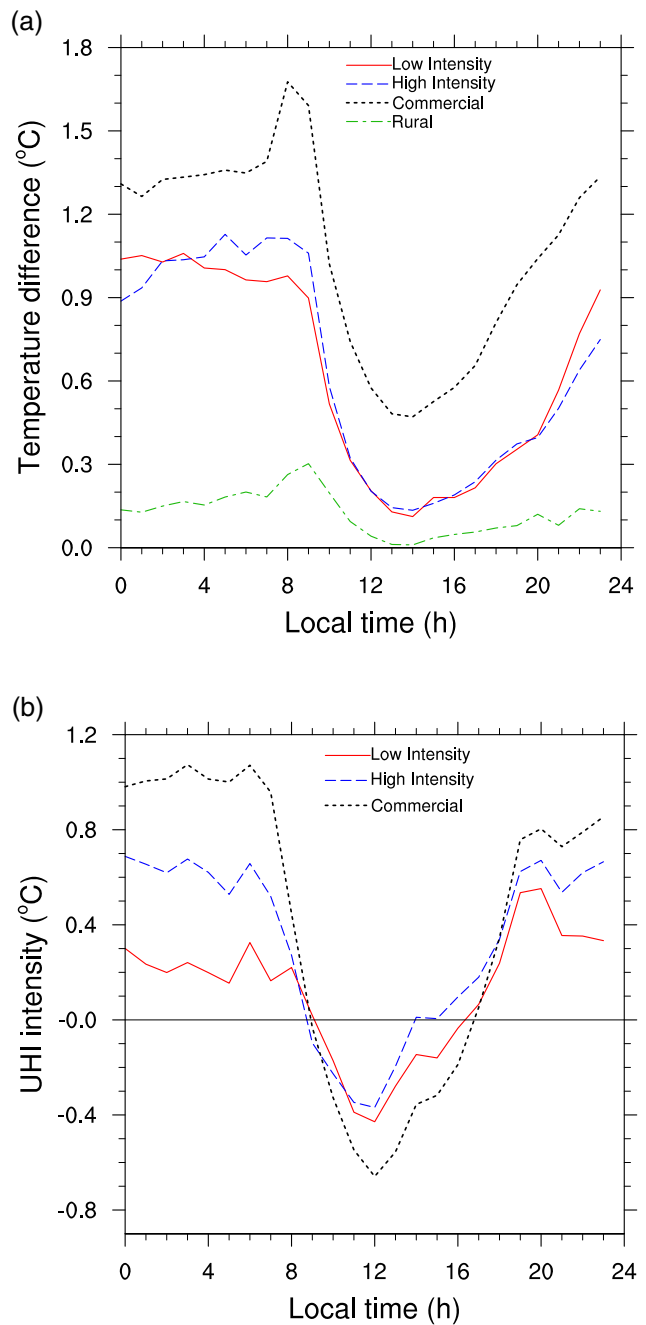 (a)
1.8
1.5
1.2
0.9
0.6
0.3
0.0
Temperature difference (°C)
Low Intensity
High Intensity
Commercial
Rural
0 4 8 12 16 20 24
Local time (h)
(b)
1.2
0.8
0.4
-0.0
-0.4
-0.8
UHI intensity (°C)
Low Intensity
High Intensity
Commercial
0 4 8 12 16 20 24
Local time (h)